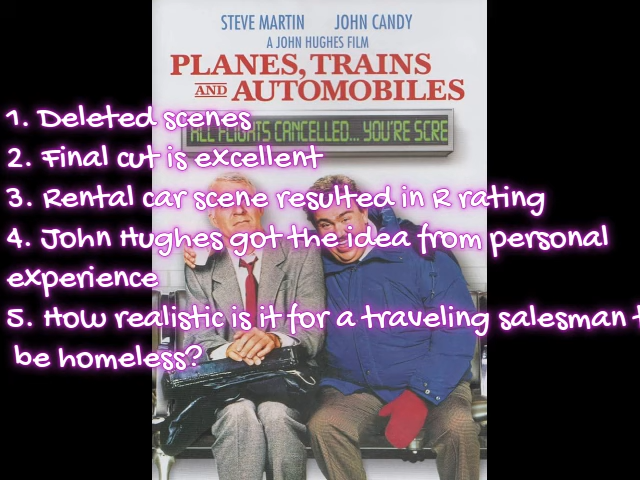 STEVE MARTIN JOHN CANDY
A JOHN HUGHES FILM
PLANES, TRAINS
AND AUTOMOBILES
1. Deleted scenes
ALL FLIGHTS CANCELLED... YOU'RE SCRE
2. Final cut is excellent
3. Rental car scene resulted in R rating
4. John Hughes got the idea from personal
experience
5. How realistic is it for a traveling salesman t
be homeless?